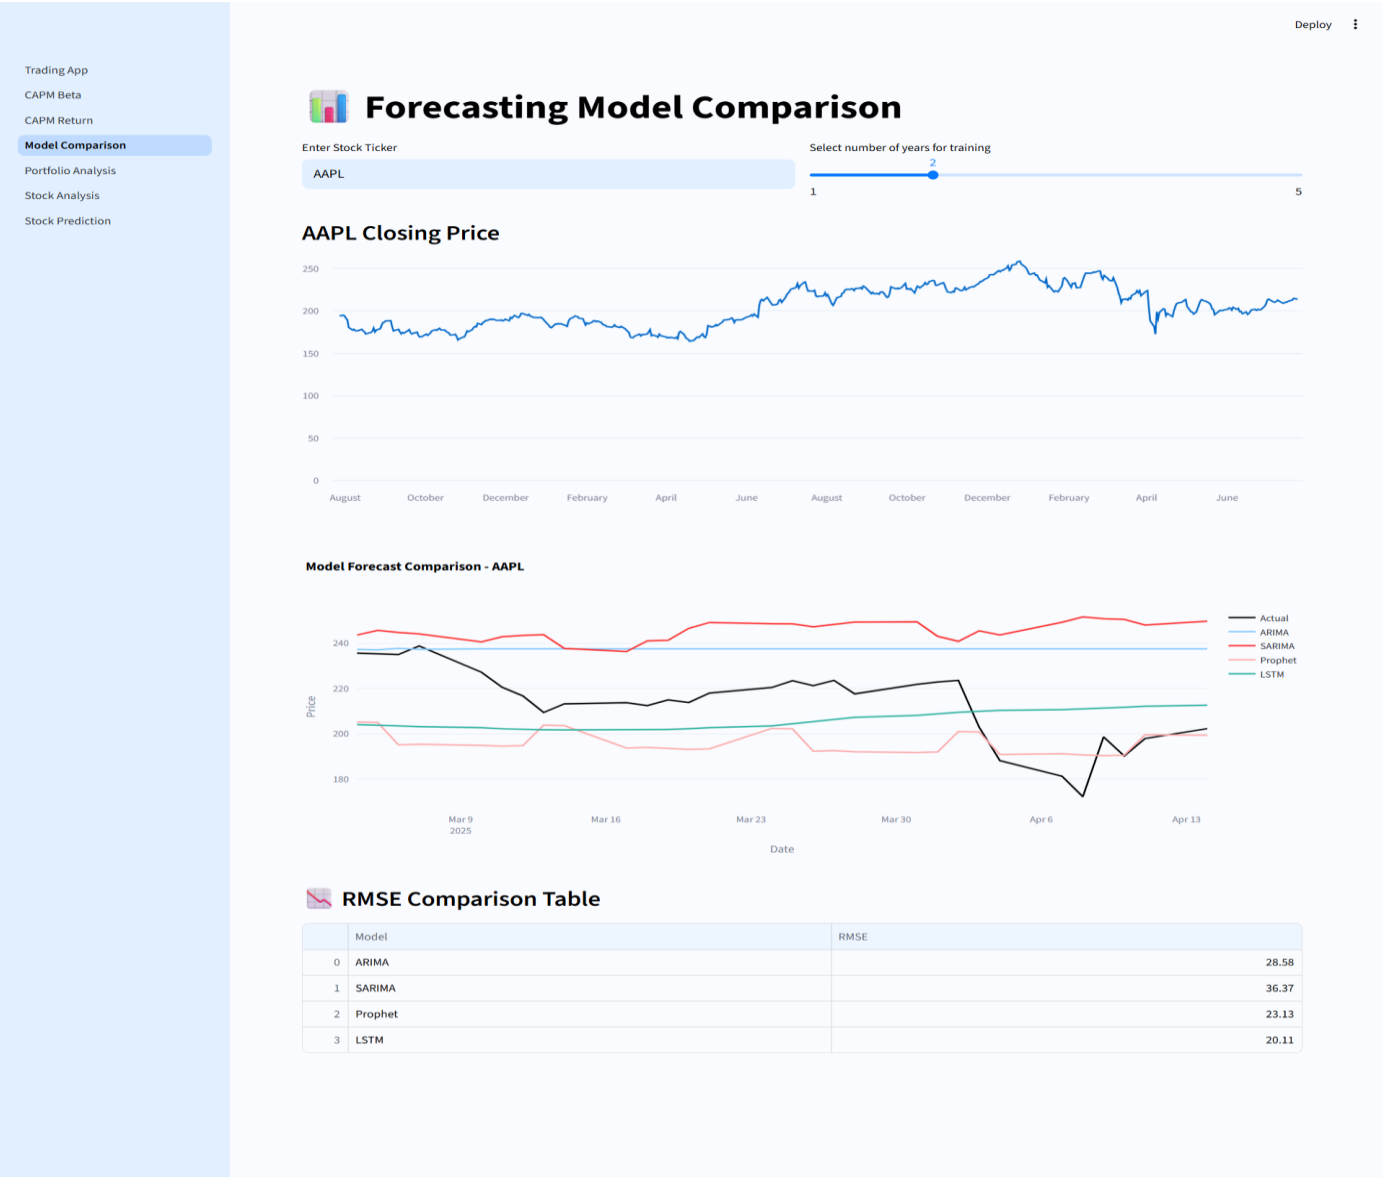 Deploy
Trading App
CAPM Beta
CAPM Return
Model Comparison
Portfolio Analysis
Stock Analysis
Stock Prediction
Forecasting Model Comparison
Enter Stock Ticker
AAPL
Select number of years for training
2
1 5
AAPL Closing Price
250
200
150
100
50
0
August October December February April June August October December February April June
Model Forecast Comparison - AAPL
Actual
ARIMA
SARIMA
Prophet
LSTM
240
220
200
180
Price
Mar 9 Mar 16 Mar 23 Mar 30 Apr 6 Apr 13
2025
Date
RMSE Comparison Table
Model RMSE
0 ARIMA 28.58
1 SARIMA 36.37
2 Prophet 23.13
3 LSTM 20.11